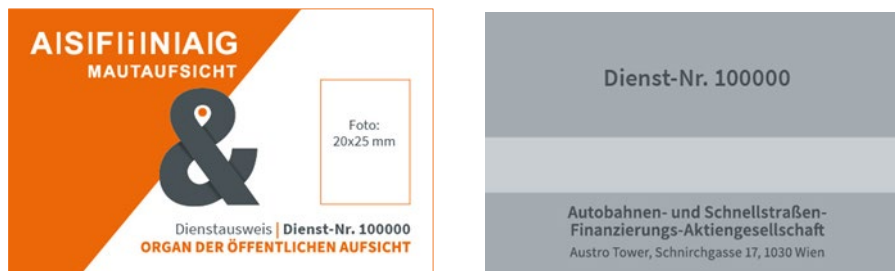 A|S|F|i|N|A|G
MAUTAUFSICHT
&
Foto:
20x25 mm
Dienstausweis | Dienst-Nr. 100000
ORGAN DER ÖFFENTLICHEN AUFSICHT
Dienst-Nr. 100000
Autobahnen- und Schnellstraßen-
Finanzierungs-Aktiengesellschaft
Austro Tower, Schnirchgasse 17, 1030 Wien